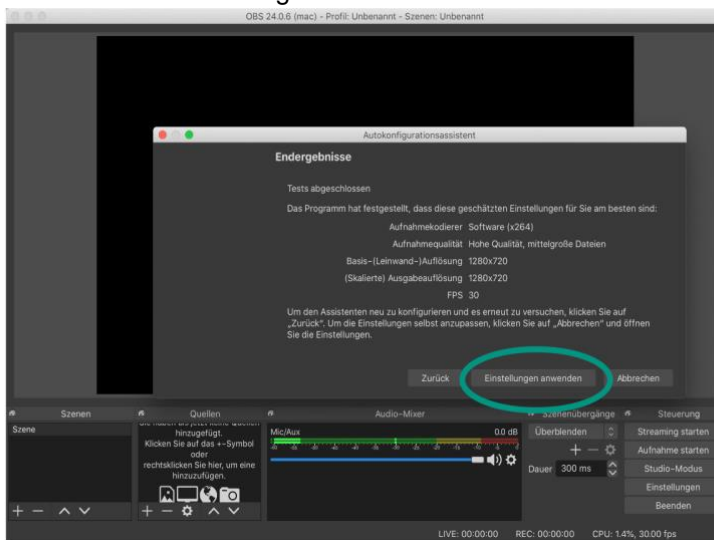 OBS 24.0.6 (mac) - Profil: Unbenannt - Szenen: Unbenannt
Autokonfigurationsassistent
Endergebnisse
Tests abgeschlossen
Das Programm hat festgestellt, dass diese geschätzten Einstellungen für Sie am besten sind:
Aufnahmekodierer Software (x264)
Aufnahmequalität Hohe Qualität, mittelgroße Dateien
Basis-(Leinwand-)Auflösung 1280x720
(Skalierte) Ausgabeauflösung 1280x720
FPS 30
Um den Assistenten neu zu konfigurieren und es erneut zu versuchen, klicken Sie auf
„Zurück". Um die Einstellungen selbst anzupassen, klicken Sie auf „Abbrechen" und öffnen
Sie die Einstellungen.
Zurück Einstellungen anwenden Abbrechen
Szenen Quellen Audio-Mixer Szenenübergänge Steuerung
Szene
hinzugefügt.
Klicken Sie auf das +-Symbol
oder
rechtsklicken Sie hier, um eine
hinzuzufügen.
Mic/Aux 0.0 dB
Überblenden
Dauer 300 ms
Streaming starten
Aufnahme starten
Studio-Modus
Einstellungen
Beenden
LIVE: 00:00:00 REC: 00:00:00 CPU: 1.4%, 30.00 fps